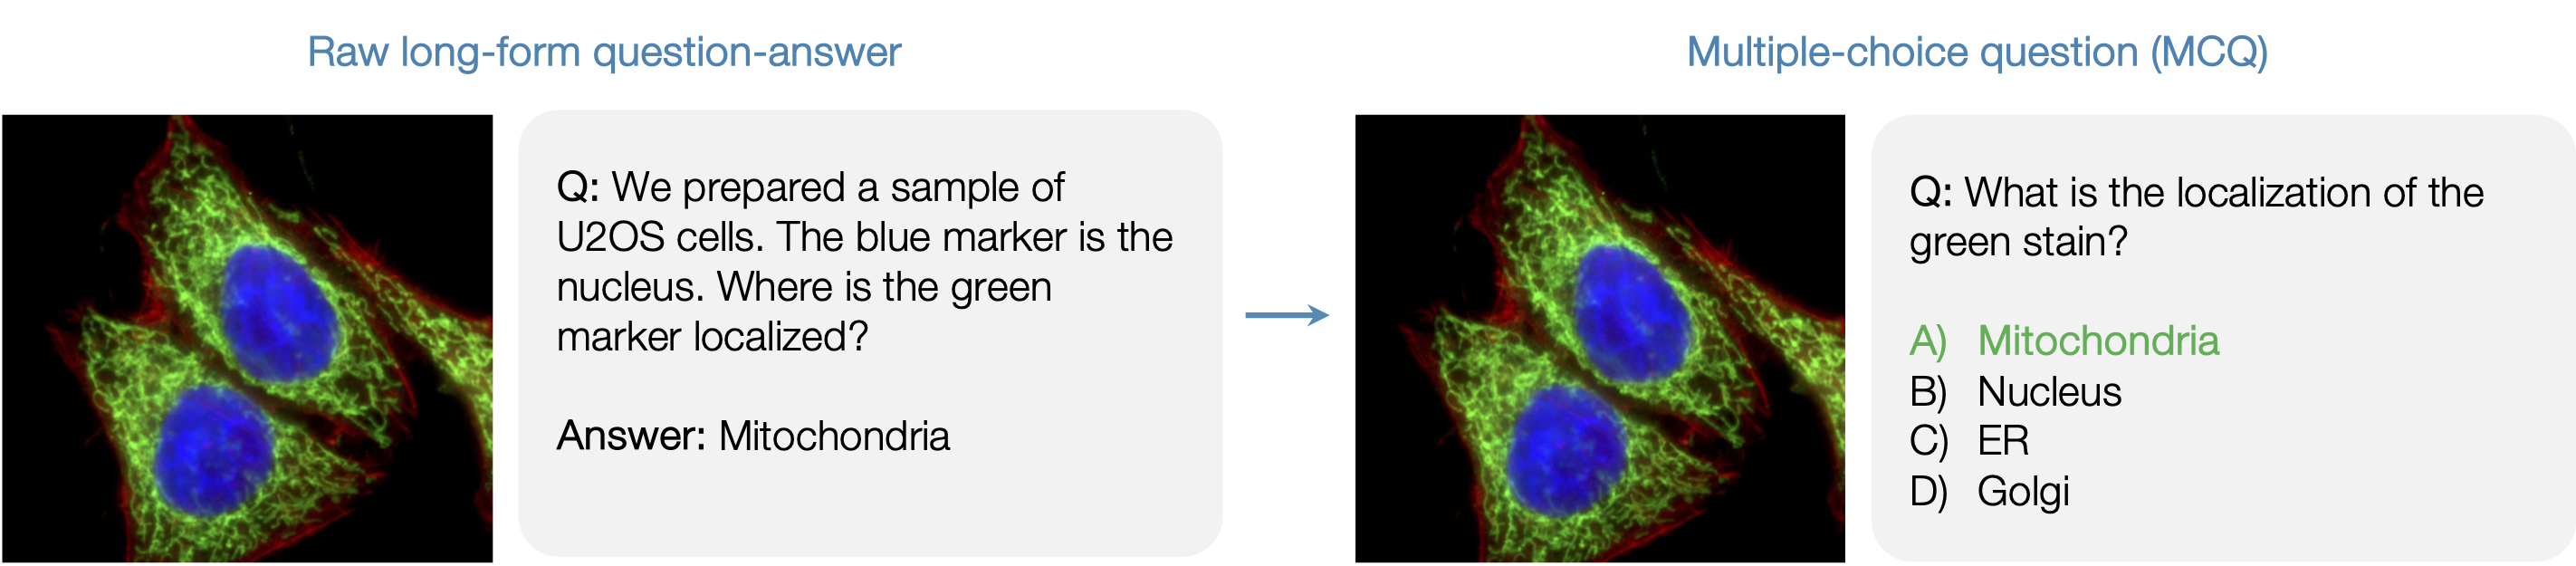 Raw long-form question-answer
Q: We prepared a sample of
U2OS cells. The blue marker is the
nucleus. Where is the green
marker localized?
Answer: Mitochondria
Multiple-choice question (MCQ)
Q: What is the localization of the
green stain?
A) Mitochondria
B) Nucleus
C) ER
D) Golgi